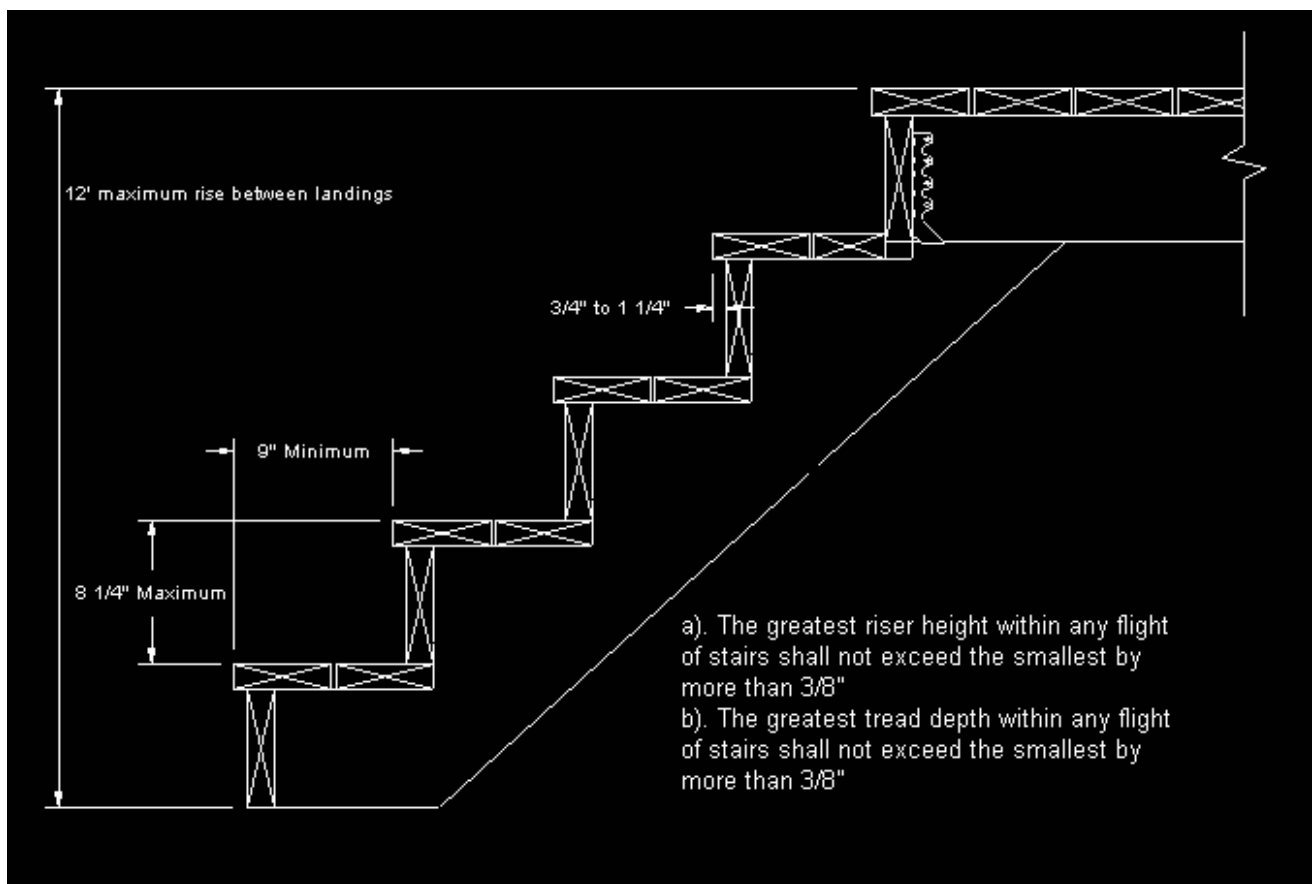 12' maximum rise between landings
3/4" to 1 1/4"
9" Minimum
8 1/4" Maximum
a). The greatest riser height within any flight
of stairs shall not exceed the smallest by
more than 3/8"
b). The greatest tread depth within any flight
of stairs shall not exceed the smallest by
more than 3/8"